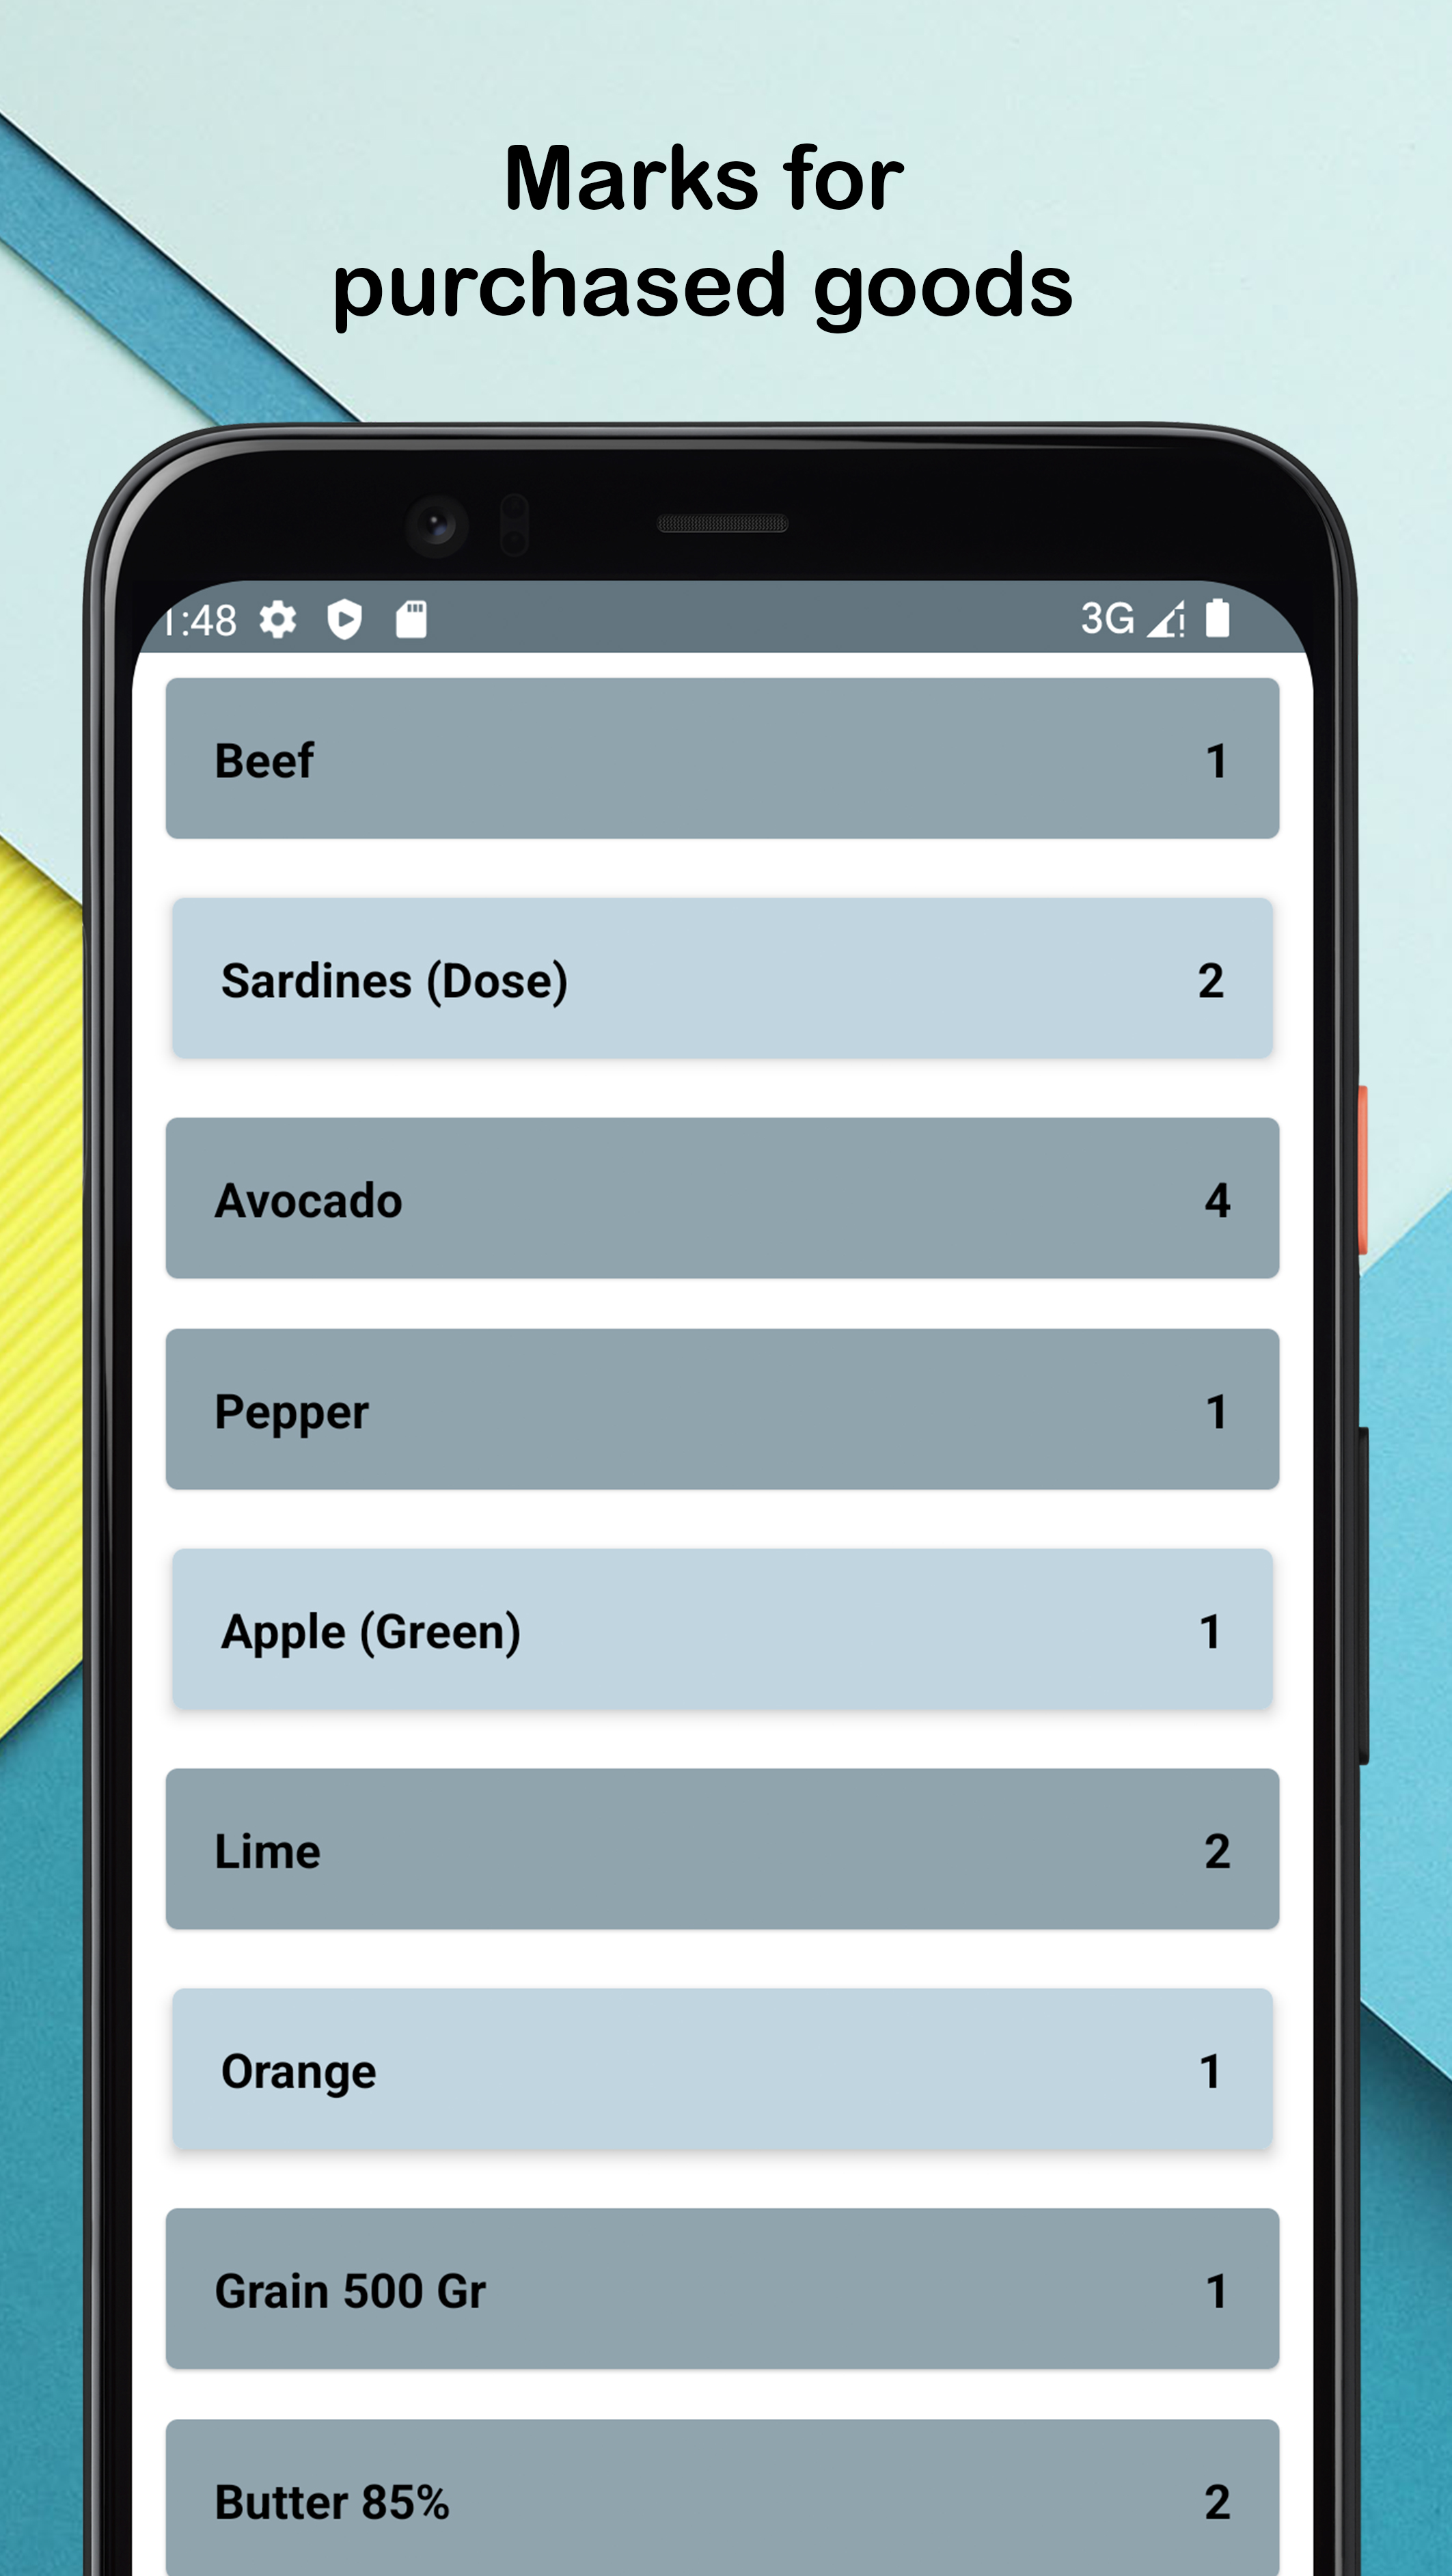 Marks for
purchased goods
1:48 3G
Beef 1
Sardines (Dose) 2
Avocado 4
Pepper 1
Apple (Green) 1
Lime 2
Orange 1
Grain 500 Gr 1
Butter 85% 2